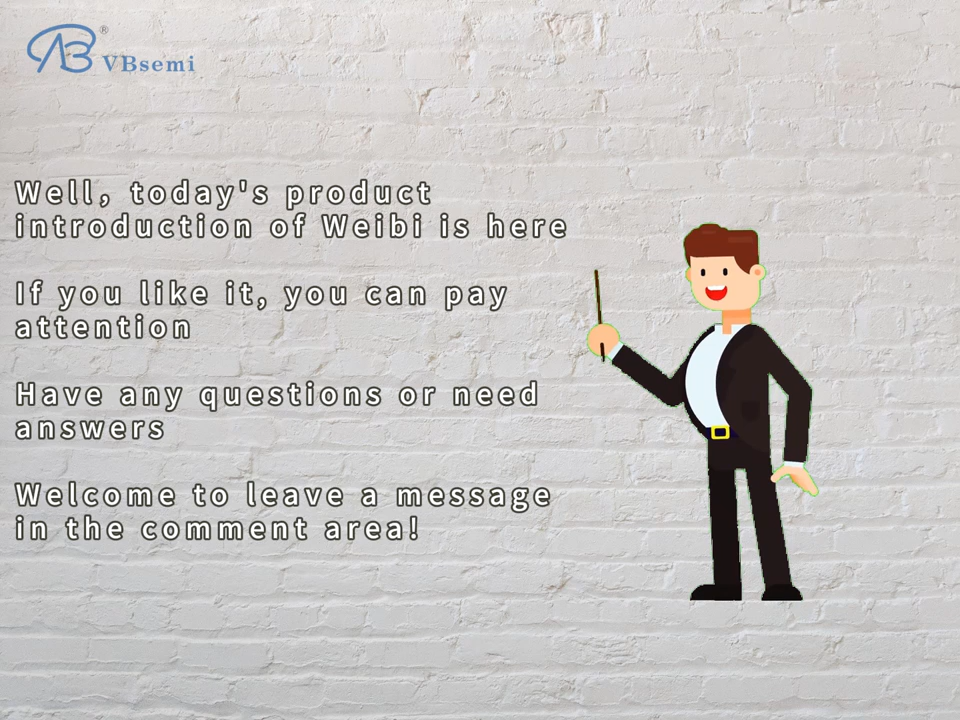 VBsemi
Well, today's product
introduction of Weibi is here
If you like it, you can pay
attention
Have any questions or need
answers
Welcome to leave a message
in the comment area!